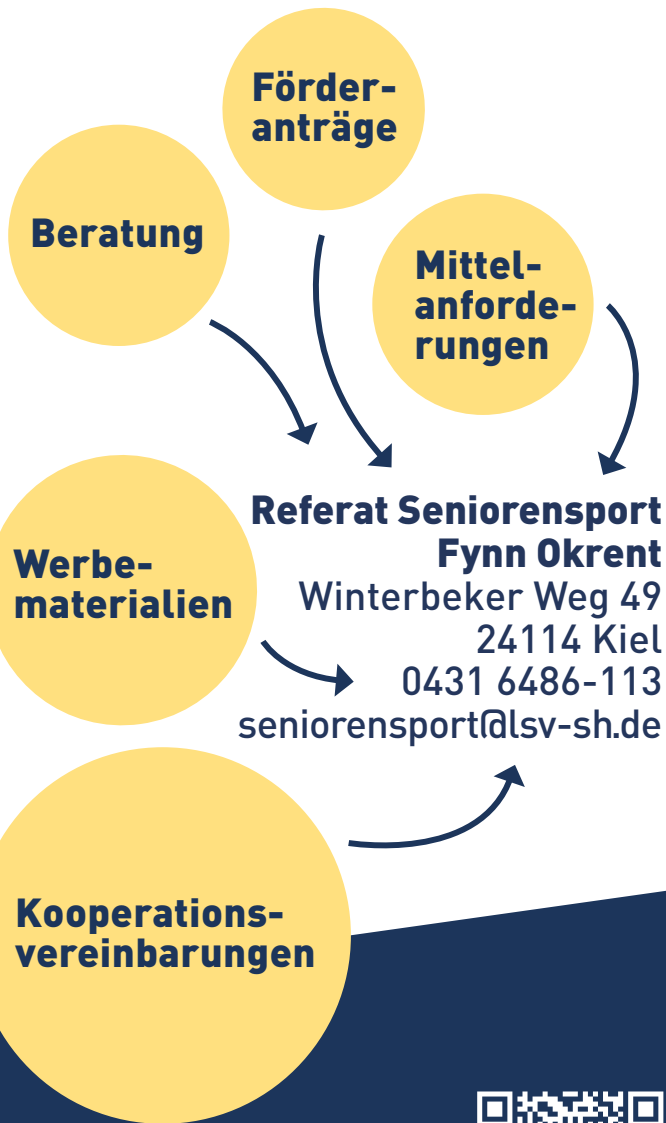 Förder-
anträge
Beratung
Mittel-
anforde-
rungen
Referat Seniorensport
Fynn Okrent
Winterbeker Weg 49
24114 Kiel
0431 6486-113
seniorensport@lsv-sh.de
Werbe-
materialien
Kooperations-
vereinbarungen